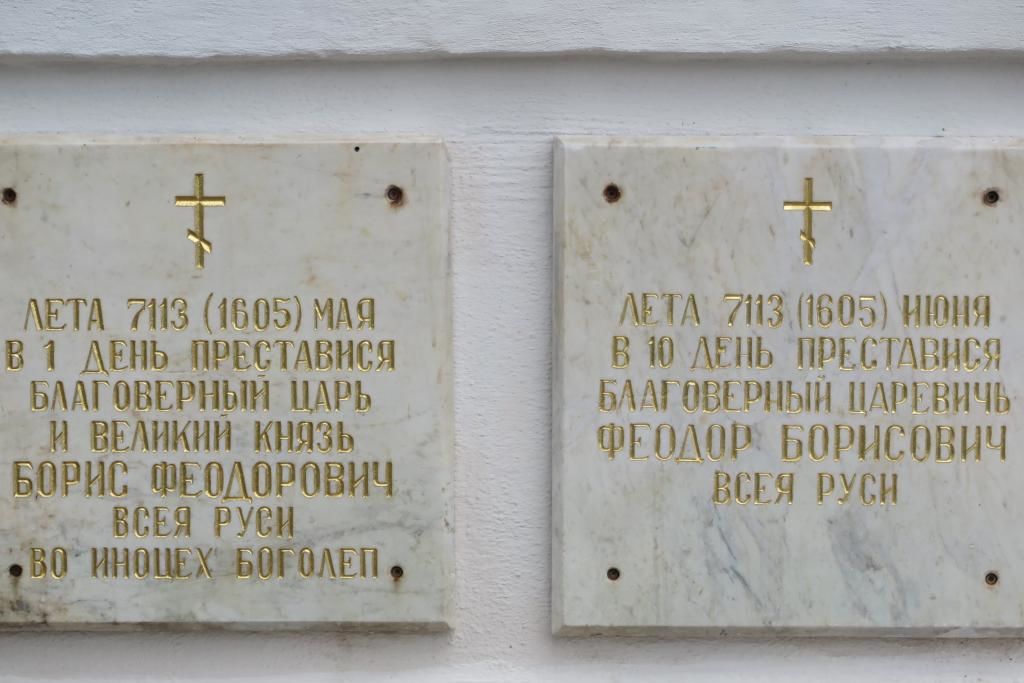 ЛЕТА 7113 (1605) МАЯ
В 1 ДЕНЬ ПРЕСТАВИСЯ
БЛАГОВЕРНЫЙ ЦАРЬ
И ВЕЛИКИЙ КНЯЗЬ
БОРИС ФЕОДОРОВИЧ
ВСЕЯ РУСИ
ВО ИНОЦЕХ БОГОЛЕП
ЛЕТА 7113 (1605) ИЮНЯ
В 10 ДЕНЬ ПРЕСТАВИСЯ
БЛАГОВЕРНЫЙ ЦАРЕВИЧЬ
ФЕОДОР БОРИСОВИЧ
ВСЕЯ РУСИ